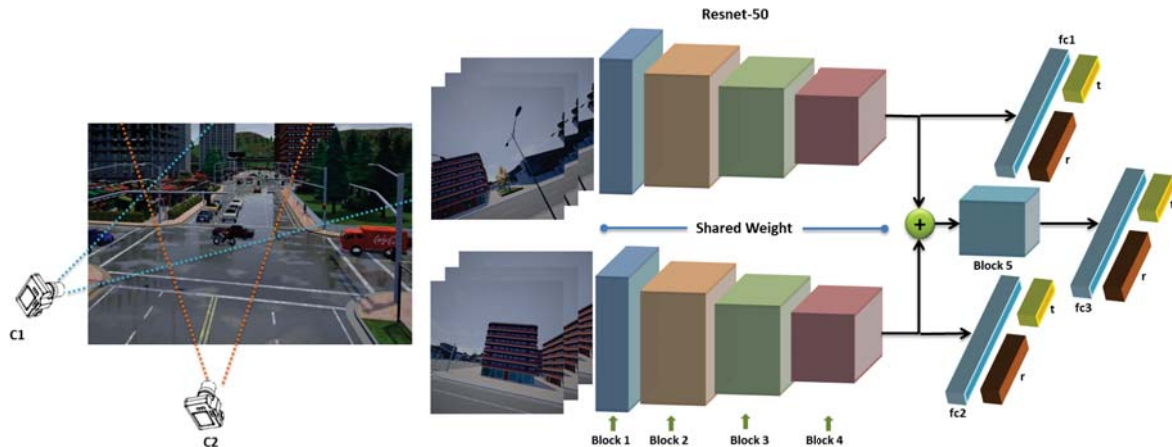 Resnet-50
fc1
t
r
Shared Weight
+
Block 5
t
r
fc3
C1
t
r
fc2
C2
Block 1 Block 2 Block 3 Block 4